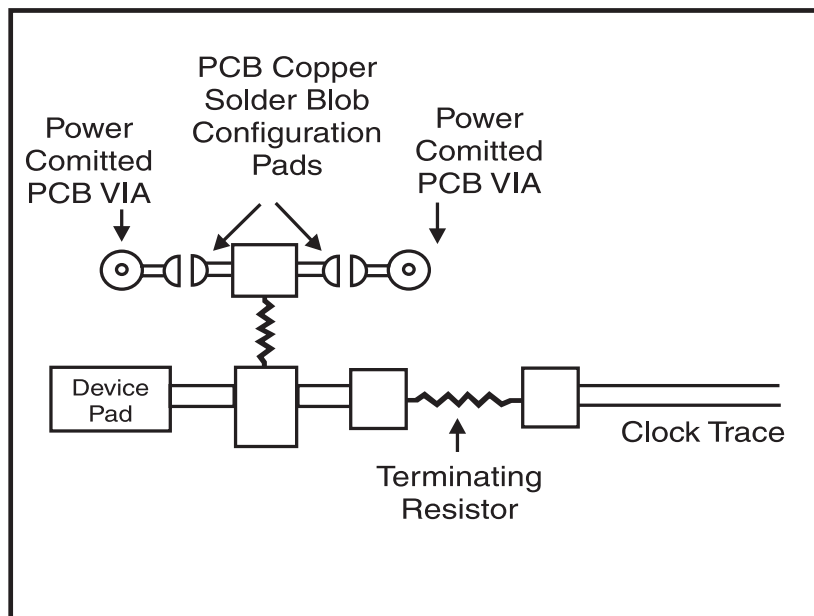 PCB Copper
Solder Blob
Configuration
Pads
Power
Comitted
PCB VIA
Power
Comitted
PCB VIA
Device
Pad
Clock Trace
Terminating
Resistor